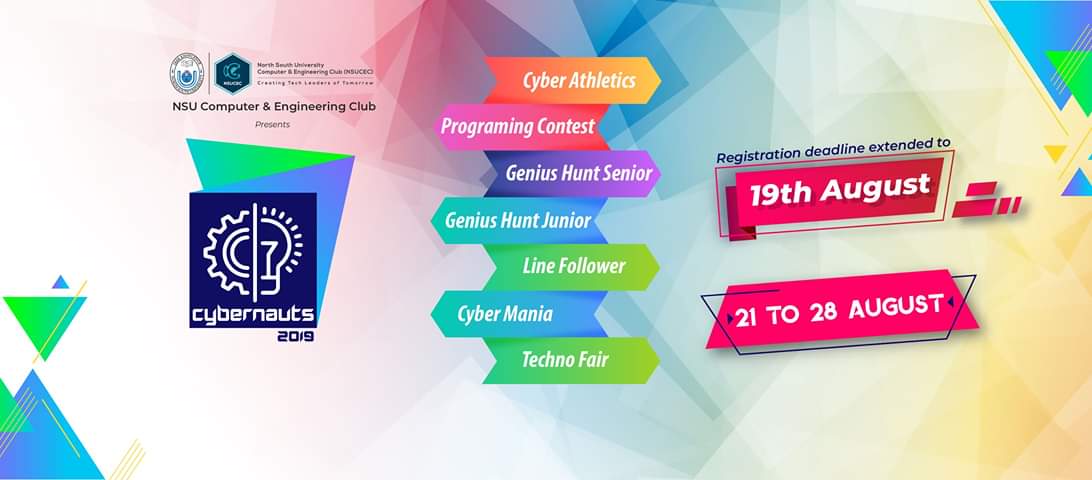 North South University
Computer & Engineering Club (NSUCEC)
Creating Tech Leaders of Tomorrow
NSUCEC
NSU Computer & Engineering Club
Presents
cybernauts
2019
Cyber Athletics
Programing Contest
Genius Hunt Senior
Genius Hunt Junior
Line Follower
Cyber Mania
Techno Fair
Registration deadline extended to
19th August
21 TO 28 AUGUST